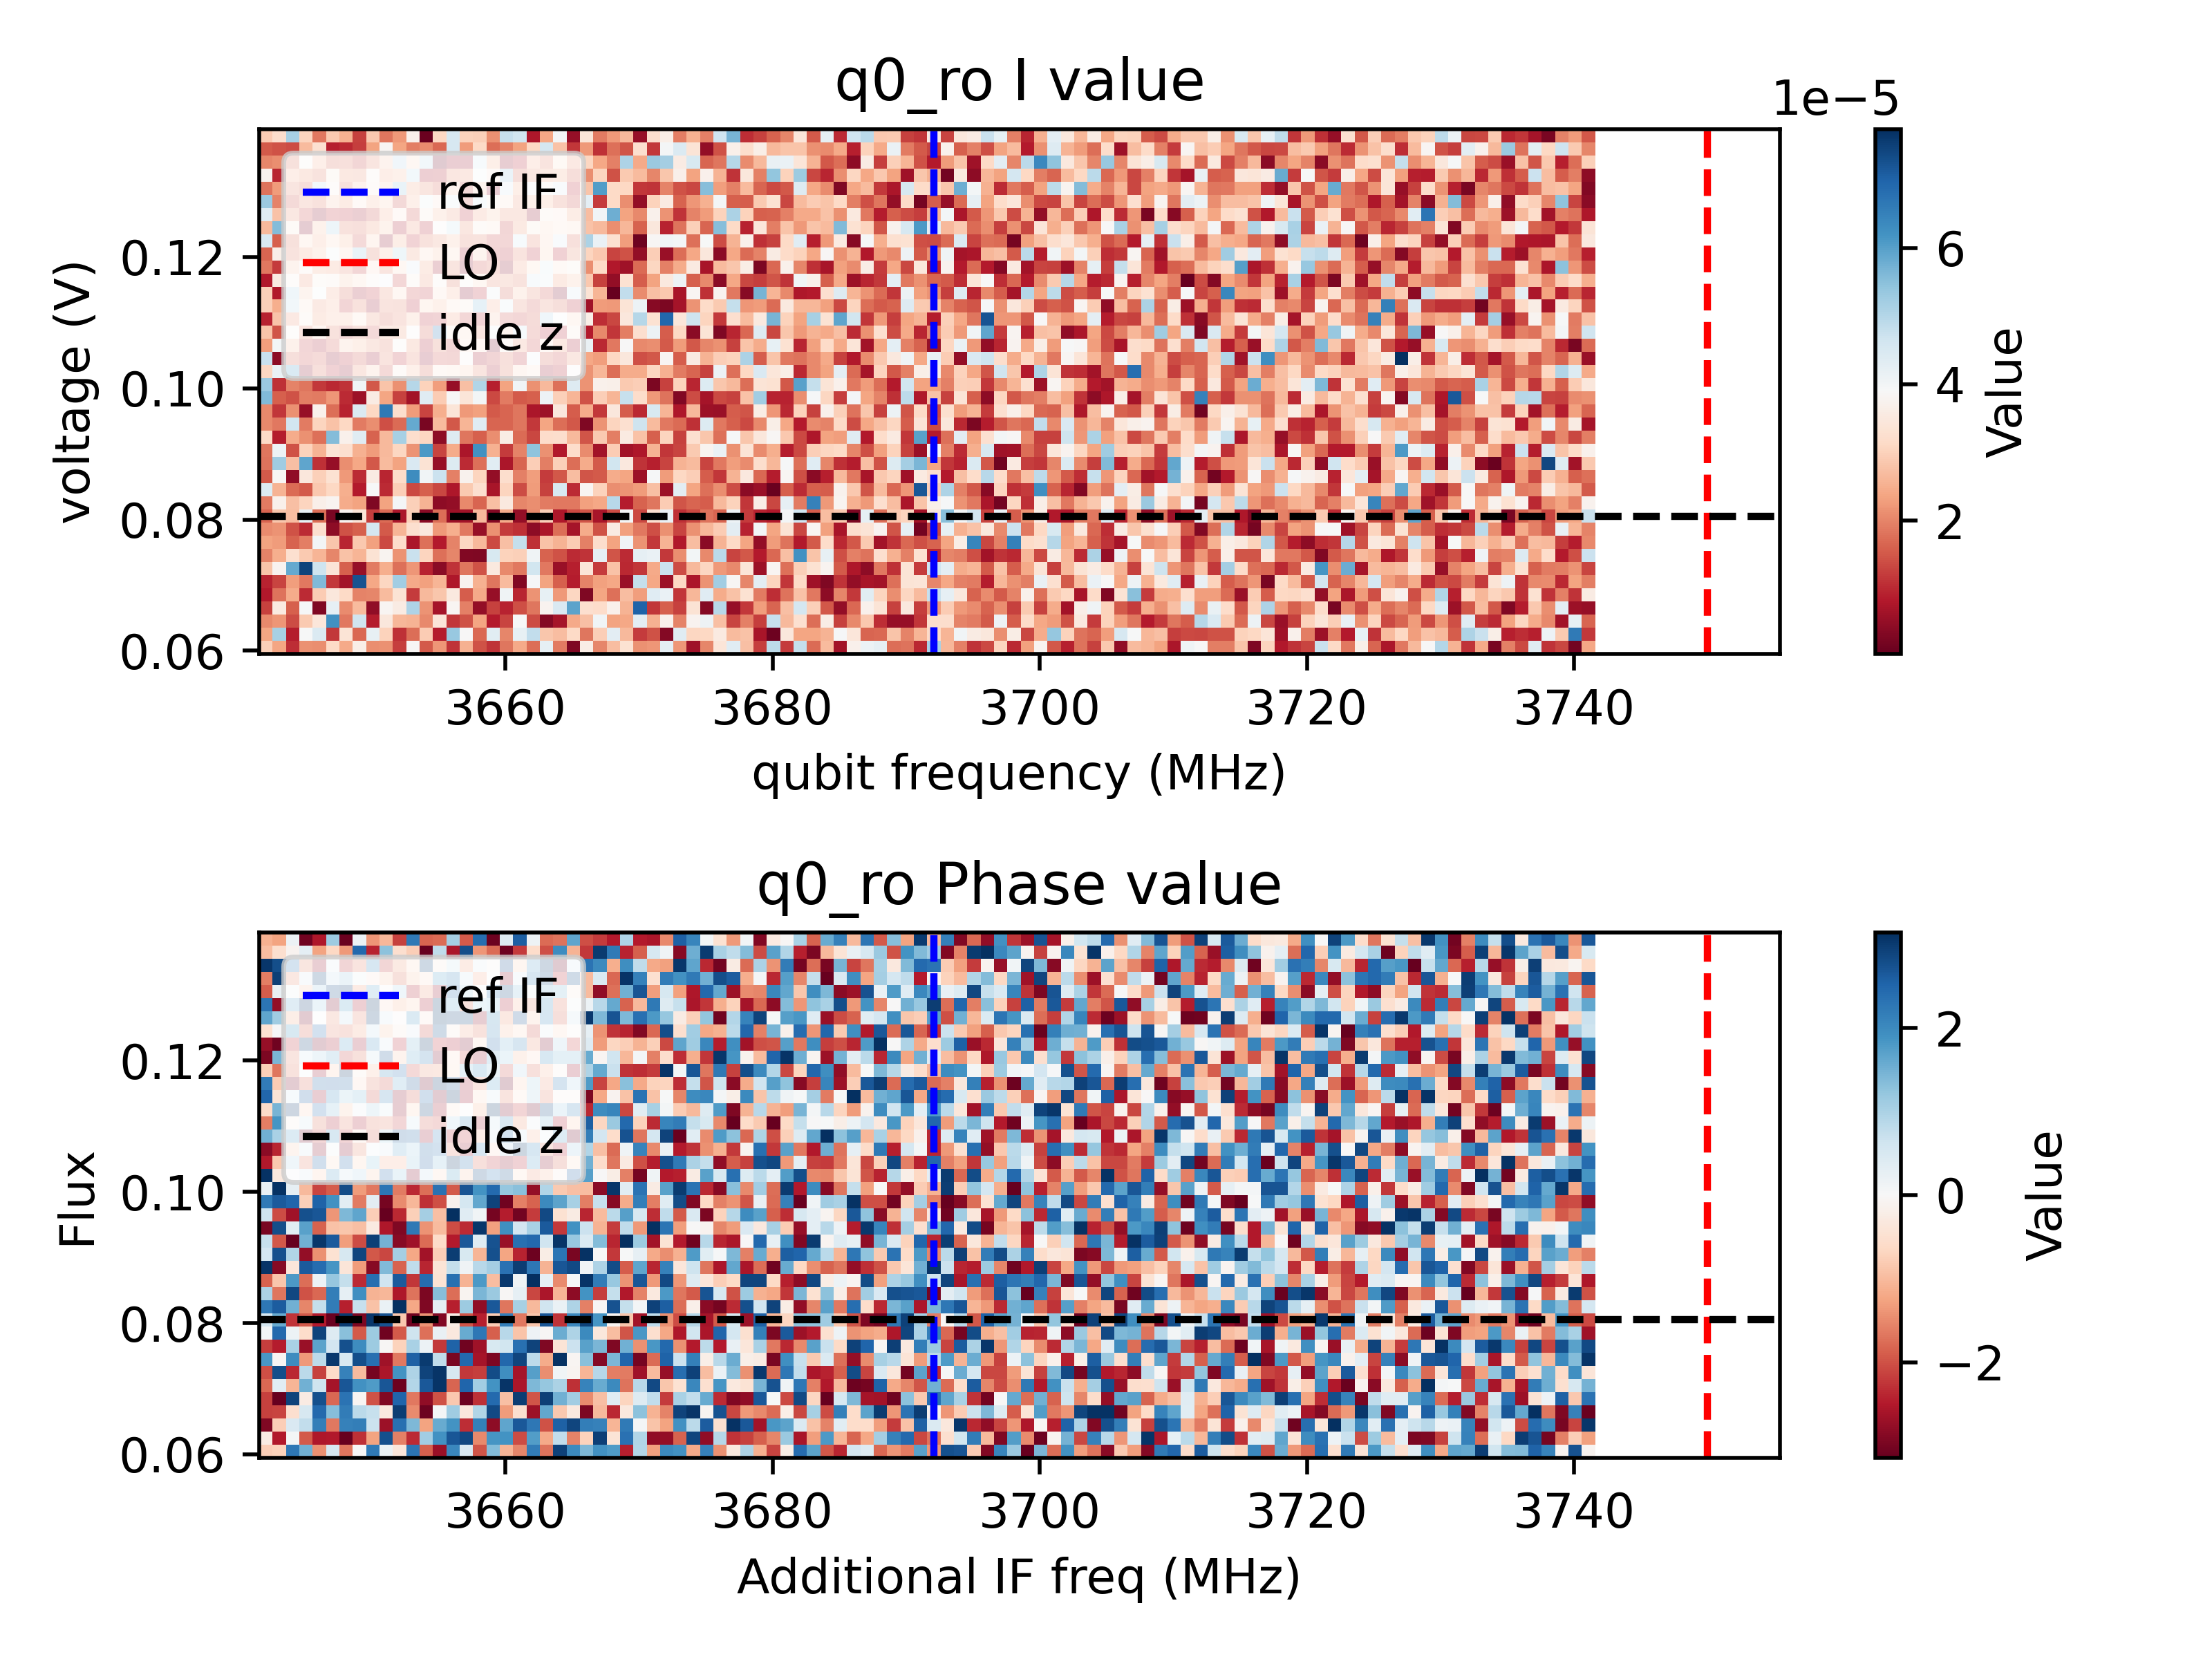 q0_ro I value
1e−5
ref IF
LO
idle z
voltage (V)
0.12
0.10
0.08
0.06
3660 3680 3700 3720 3740
qubit frequency (MHz)
6
4
2
Value
q0_ro Phase value
ref IF
LO
idle z
Flux
0.12
0.10
0.08
0.06
3660 3680 3700 3720 3740
Additional IF freq (MHz)
2
0
−2
Value